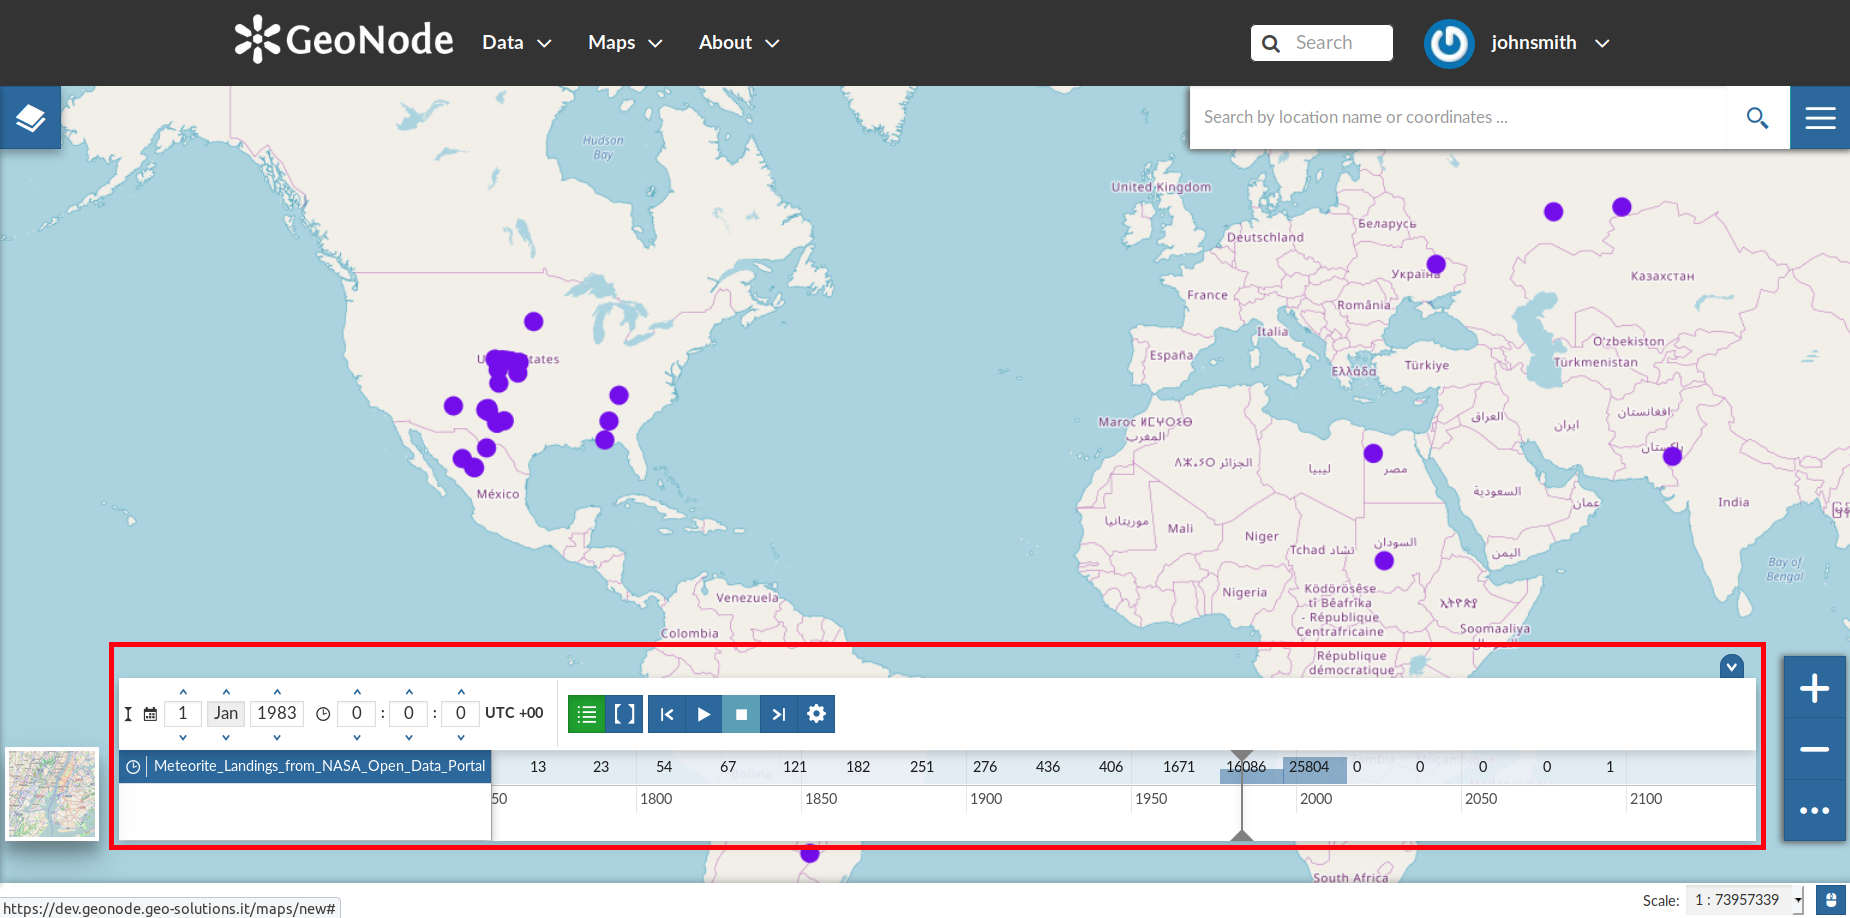 GeoNode Data Maps About Search johnsmith
Search by location name or coordinates ...
Hudson
Bay
United Kingdom
Беларусь
Deutschland
Україна
Казахстан
France
România
Italia
O'zbekiston
España
Türkiye
Türkmenistan
Ελλάδα
United States
افغانستان
العراق
ایران
Maroc ⵍⵎⵖⵔⵉⴱ
المغرب
پاکستان
الجزائر
ليبيا
مصر
السعودية
México
India
عمان
موريتانيا
Mali
Niger
Tchad تشاد
السودان
اليمن
Bay of
Bengal
Nigeria
Ködörösêse
tî Bêafrîka
- République
Centrafricaine
Venezuela
Soomaaliya
Colombia
République
démocratique
1 Jan 1983 0 : 0 : 0 UTC +00
Meteorite_Landings_from_NASA_Open_Data_Portal 13 23 54 67 121 182 251 276 436 406 1671 16086 25804 0 0 0 0 1
50 1800 1850 1900 1950 2000 2050 2100
Bolivia
South Africa
Scale: 1 : 73957339
https://dev.geonode.geo-solutions.it/maps/new#